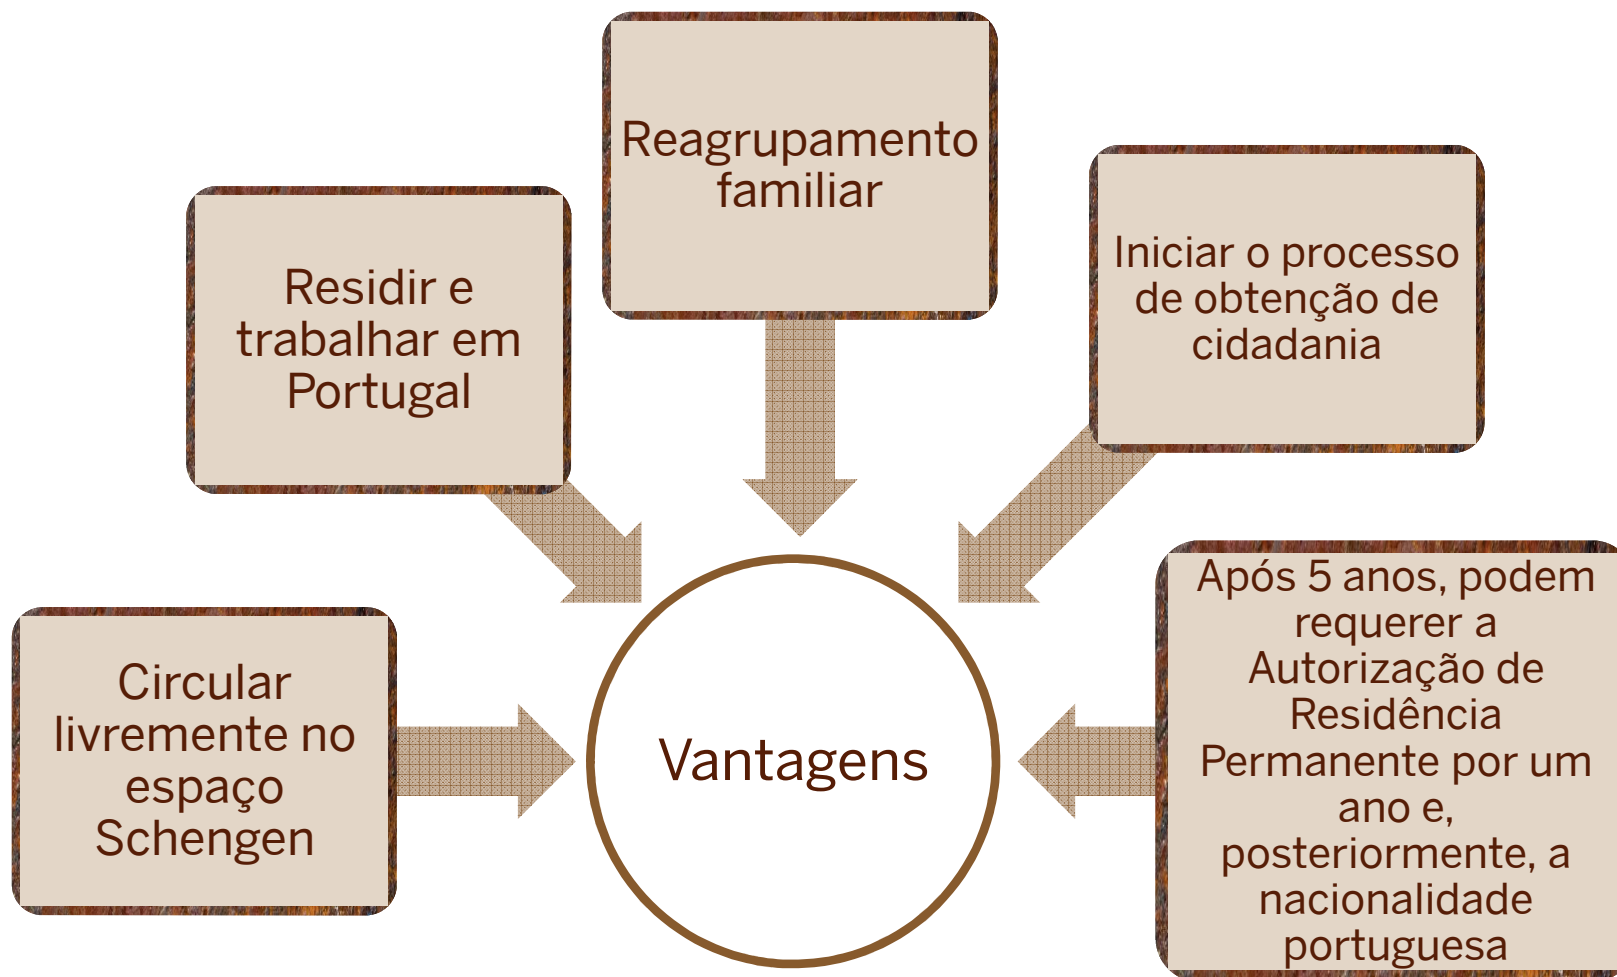 Reagrupamento
familiar
Residir e
trabalhar em
Portugal
Iniciar o processo
de obtenção de
cidadania
Circular
livremente no
espaço
Schengen
Vantagens
Após 5 anos, podem
requerer a
Autorização de
Residência
Permanente por um
ano e,
posteriormente, a
nacionalidade
portuguesa